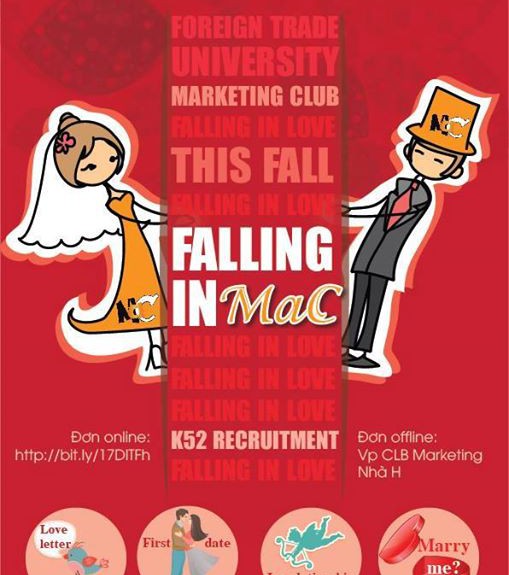 FOREIGN TRADE
UNIVERSITY
MARKETING CLUB
FALLING IN LOVE
THIS FALL
FALLING IN LOVE
FALLING
IN MaC
FALLING IN LOVE
FALLING IN LOVE
FALLING IN LOVE
K52 RECRUITMENT
FALLING IN LOVE
MaC
MaC
Đơn online:
http://bit.ly/17DITFh
Đơn offline:
Vp CLB Marketing
Nhà H
Love
letter
First date
Marry
me?